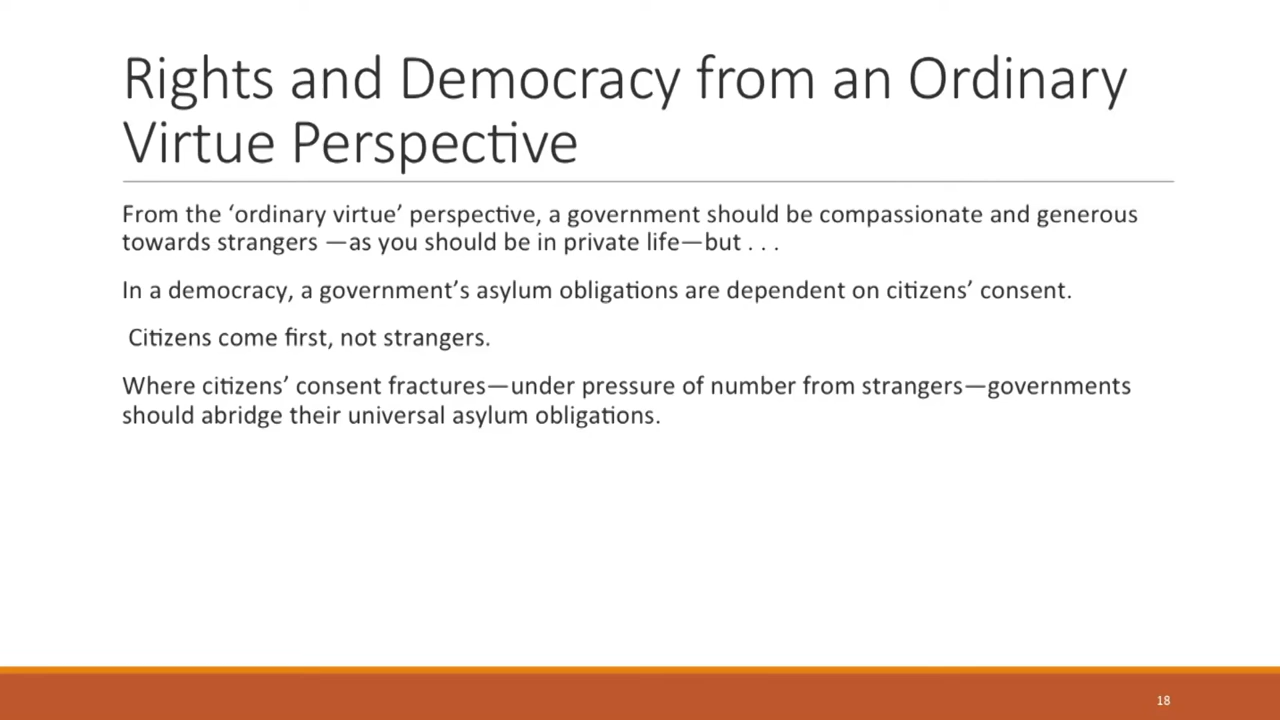 Rights and Democracy from an Ordinary
Virtue Perspective
From the ‘ordinary virtue’ perspective, a government should be compassionate and generous
towards strangers —as you should be in private life—but . . .
In a democracy, a government’s asylum obligations are dependent on citizens’ consent.
Citizens come first, not strangers.
Where citizens’ consent fractures—under pressure of number from strangers—governments
should abridge their universal asylum obligations.
18